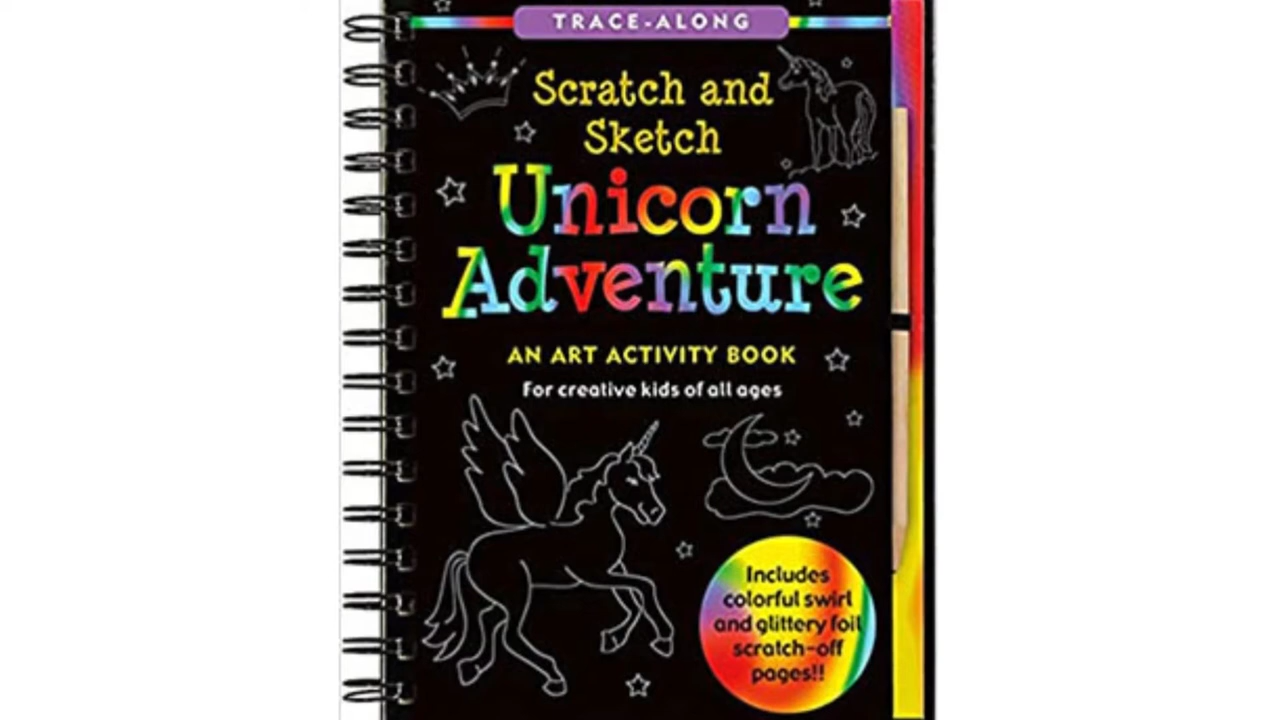 TRACE-ALONG
Scratch and
Sketch
Unicorn
Adventure
AN ART ACTIVITY BOOK
For creative kids of all ages
Includes
colorful swirl
and glittery foil
scratch-off
pages!!